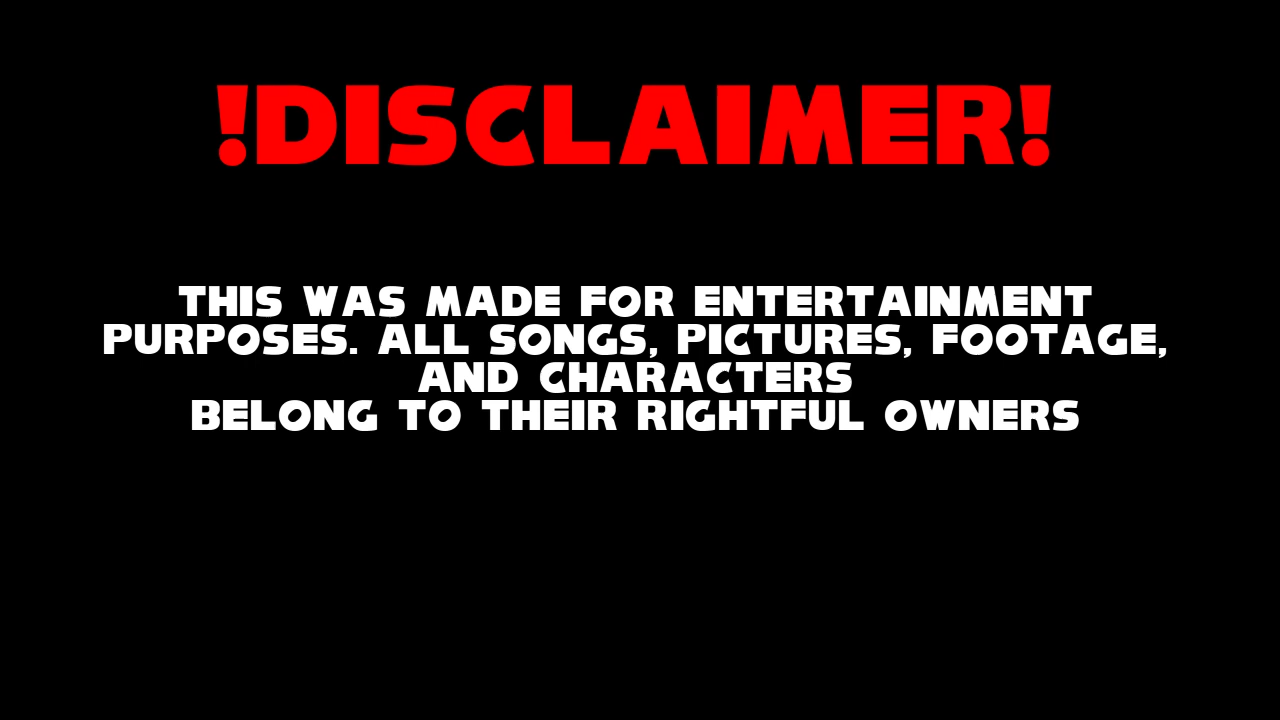 !DISCLAIMER!
THIS WAS MADE FOR ENTERTAINMENT
PURPOSES. ALL SONGS, PICTURES, FOOTAGE,
AND CHARACTERS
BELONG TO THEIR RIGHTFUL OWNERS